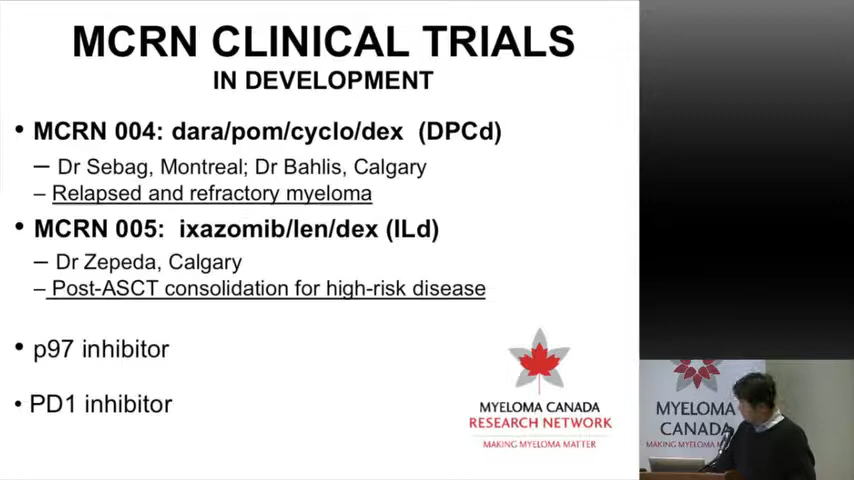 MCRN CLINICAL TRIALS
IN DEVELOPMENT
• MCRN 004: dara/pom/cyclo/dex (DPCd)
– Dr Sebag, Montreal; Dr Bahlis, Calgary
– Relapsed and refractory myeloma
• MCRN 005: ixazomib/len/dex (ILd)
– Dr Zepeda, Calgary
– Post-ASCT consolidation for high-risk disease
• p97 inhibitor
• PD1 inhibitor
MYELOMA CANADA
RESEARCH NETWORK
MAKING MYELOMA MATTER
MYELOMA
CANADA
MAKING MYELOMA